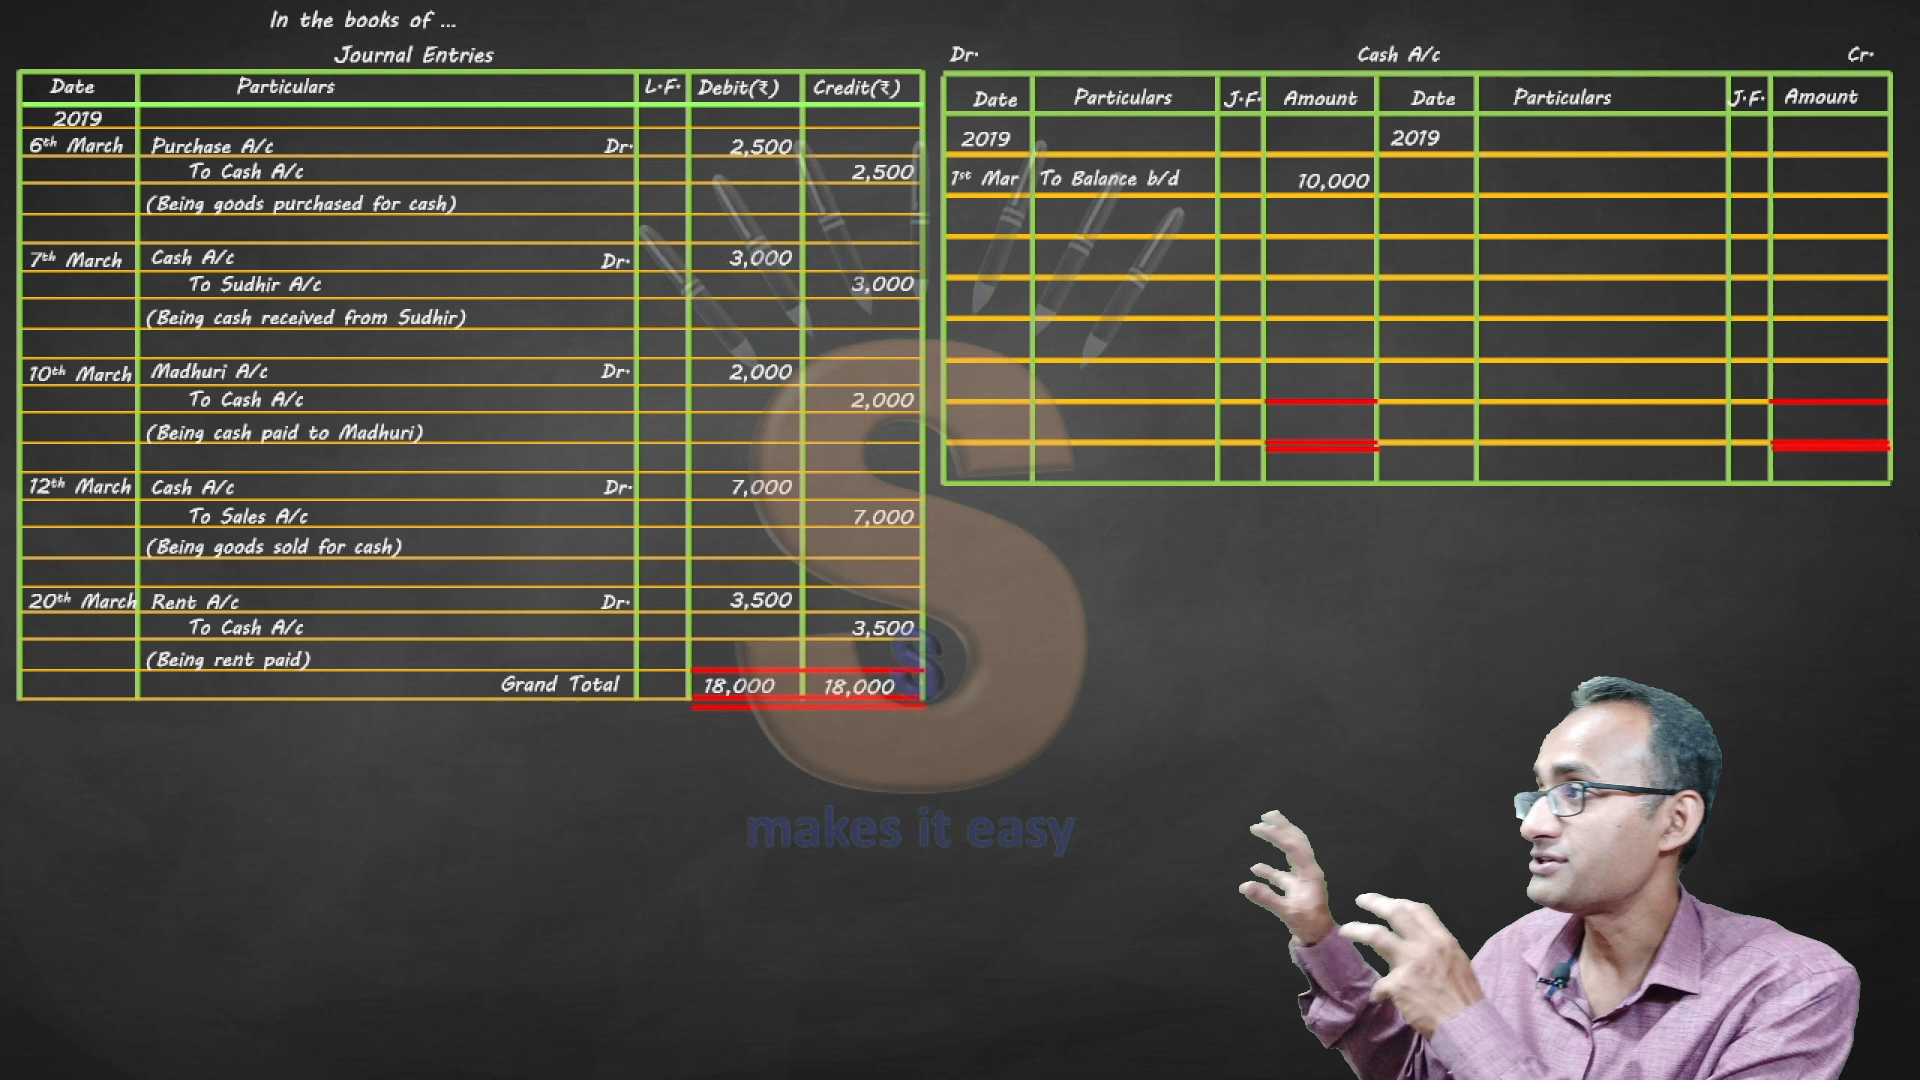 In the books of ...
Journal Entries
Date Particulars L.F. Debit(₹) Credit(₹)
2019
6th March Purchase A/c Dr. 2,500
To Cash A/c 2,500
(Being goods purchased for cash)
7th March Cash A/c Dr. 3,000
To Sudhir A/c 3,000
(Being cash received from Sudhir)
10th March Madhuri A/c Dr. 2,000
To Cash A/c 2,000
(Being cash paid to Madhuri)
12th March Cash A/c Dr. 7,000
To Sales A/c 7,000
(Being goods sold for cash)
20th March Rent A/c Dr. 3,500
To Cash A/c 3,500
(Being rent paid)
Grand Total 18,000 18,000
Dr. Cash A/c Cr.
Date Particulars J.F. Amount Date Particulars J.F. Amount
2019 2019
1st Mar To Balance b/d 10,000
S
S
makes it easy